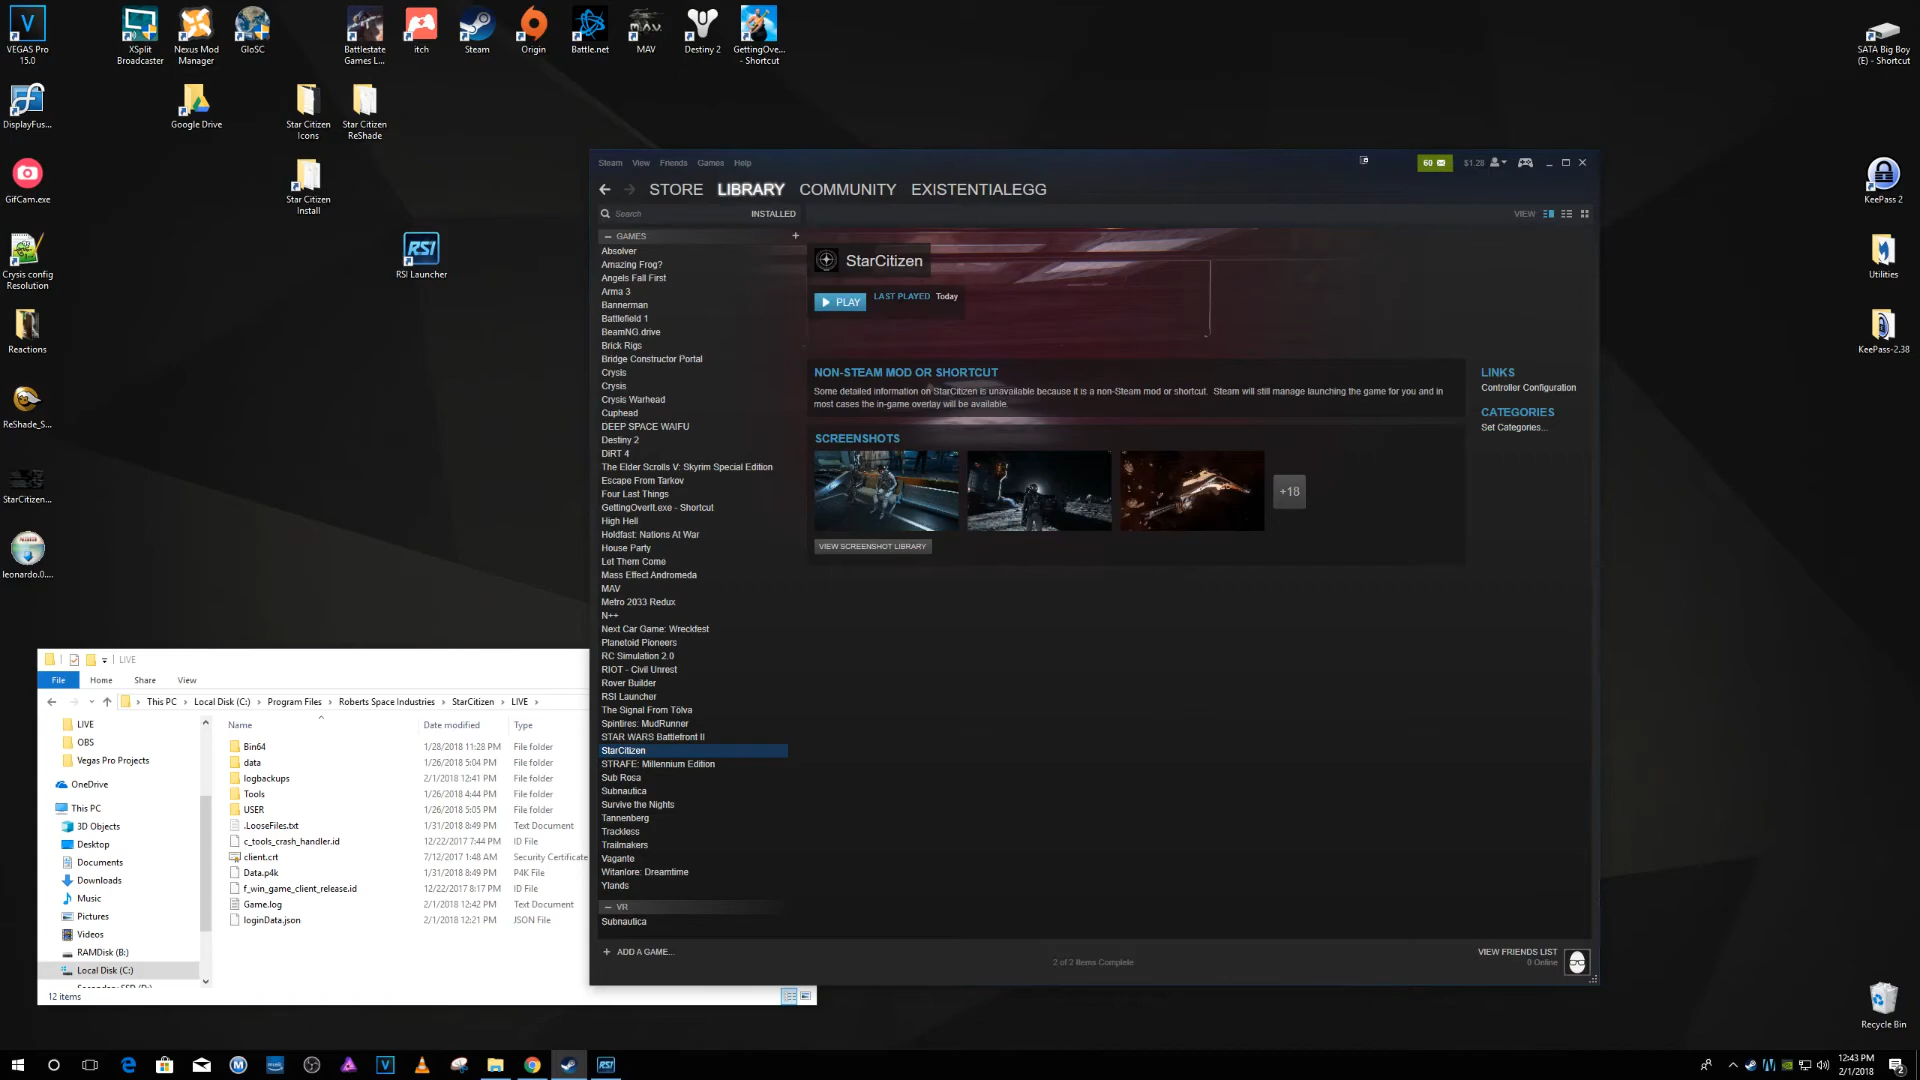 VEGAS Pro
15.0
XSplit
Broadcaster
Nexus Mod
Manager
GloSC
Battlestate
Games L...
itch
Steam
Origin
Battle.net
MAV
Destiny 2
GettingOve...
- Shortcut
SATA Big Boy
(E) - Shortcut
DisplayFus...
Google Drive
Star Citizen
Icons
Star Citizen
ReShade
GifCam.exe
Star Citizen
Install
KeePass 2
Crysis config
Resolution
RSI
RSI Launcher
Utilities
Reactions
KeePass-2.38
ReShade_S...
StarCitizen...
leonardo.0....
Recycle Bin
Steam View Friends Games Help
60
$1.28
STORE LIBRARY COMMUNITY EXISTENTIALEGG
Search INSTALLED
VIEW:
GAMES
Absolver
Amazing Frog?
Angels Fall First
Arma 3
Bannerman
Battlefield 1
BeamNG.drive
Brick Rigs
Bridge Constructor Portal
Crysis
Crysis
Crysis Warhead
Cuphead
DEEP SPACE WAIFU
Destiny 2
DiRT 4
The Elder Scrolls V: Skyrim Special Edition
Escape From Tarkov
Four Last Things
GettingOverIt.exe - Shortcut
High Hell
Holdfast: Nations At War
House Party
Let Them Come
Mass Effect Andromeda
MAV
Metro 2033 Redux
N++
Next Car Game: Wreckfest
Planetoid Pioneers
RC Simulation 2.0
RIOT - Civil Unrest
Rover Builder
RSI Launcher
The Signal From Tölva
Spintires: MudRunner
STAR WARS Battlefront II
StarCitizen
STRAFE: Millennium Edition
Sub Rosa
Subnautica
Survive the Nights
Tannenberg
Trackless
Trailmakers
Vagante
Witanlore: Dreamtime
Ylands
VR
Subnautica
+ ADD A GAME...
StarCitizen
PLAY
LAST PLAYED Today
NON-STEAM MOD OR SHORTCUT
Some detailed information on StarCitizen is unavailable because it is a non-Steam mod or shortcut. Steam will still manage launching the game for you and in
most cases the in-game overlay will be available.
SCREENSHOTS
+18
VIEW SCREENSHOT LIBRARY
LINKS
Controller Configuration
CATEGORIES
Set Categories...
2 of 2 Items Complete
VIEW FRIENDS LIST
0 Online
LIVE
File Home Share View
This PC › Local Disk (C:) › Program Files › Roberts Space Industries › StarCitizen › LIVE ›
LIVE
OBS
Vegas Pro Projects
OneDrive
This PC
3D Objects
Desktop
Documents
Downloads
Music
Pictures
Videos
RAMDisk (B:)
Local Disk (C:)
Name Date modified Type
Bin64 1/28/2018 11:28 PM File folder
data 1/26/2018 5:04 PM File folder
logbackups 2/1/2018 12:41 PM File folder
Tools 1/26/2018 4:44 PM File folder
USER 1/26/2018 5:05 PM File folder
.LooseFiles.txt 1/31/2018 8:49 PM Text Document
c_tools_crash_handler.id 12/22/2017 7:44 PM ID File
client.crt 7/12/2017 1:48 AM Security Certificate
Data.p4k 1/31/2018 8:49 PM P4K File
f_win_game_client_release.id 12/22/2017 8:17 PM ID File
Game.log 2/1/2018 12:42 PM Text Document
loginData.json 2/1/2018 12:21 PM JSON File
12 items
RSI
12:43 PM
2/1/2018
2